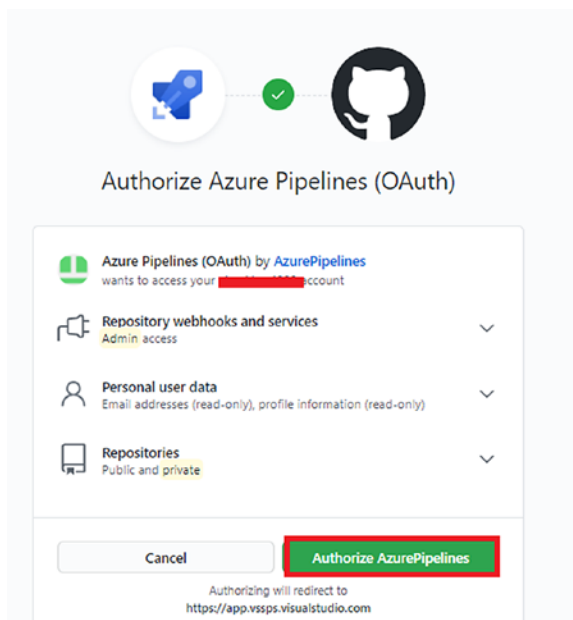 Authorize Azure Pipelines (OAuth)
Azure Pipelines (OAuth) by AzurePipelines
wants to access your account
Repository webhooks and services
Admin access
Personal user data
Email addresses (read-only), profile information (read-only)
Repositories
Public and private
Cancel
Authorize AzurePipelines
Authorizing will redirect to
https://app.vssps.visualstudio.com